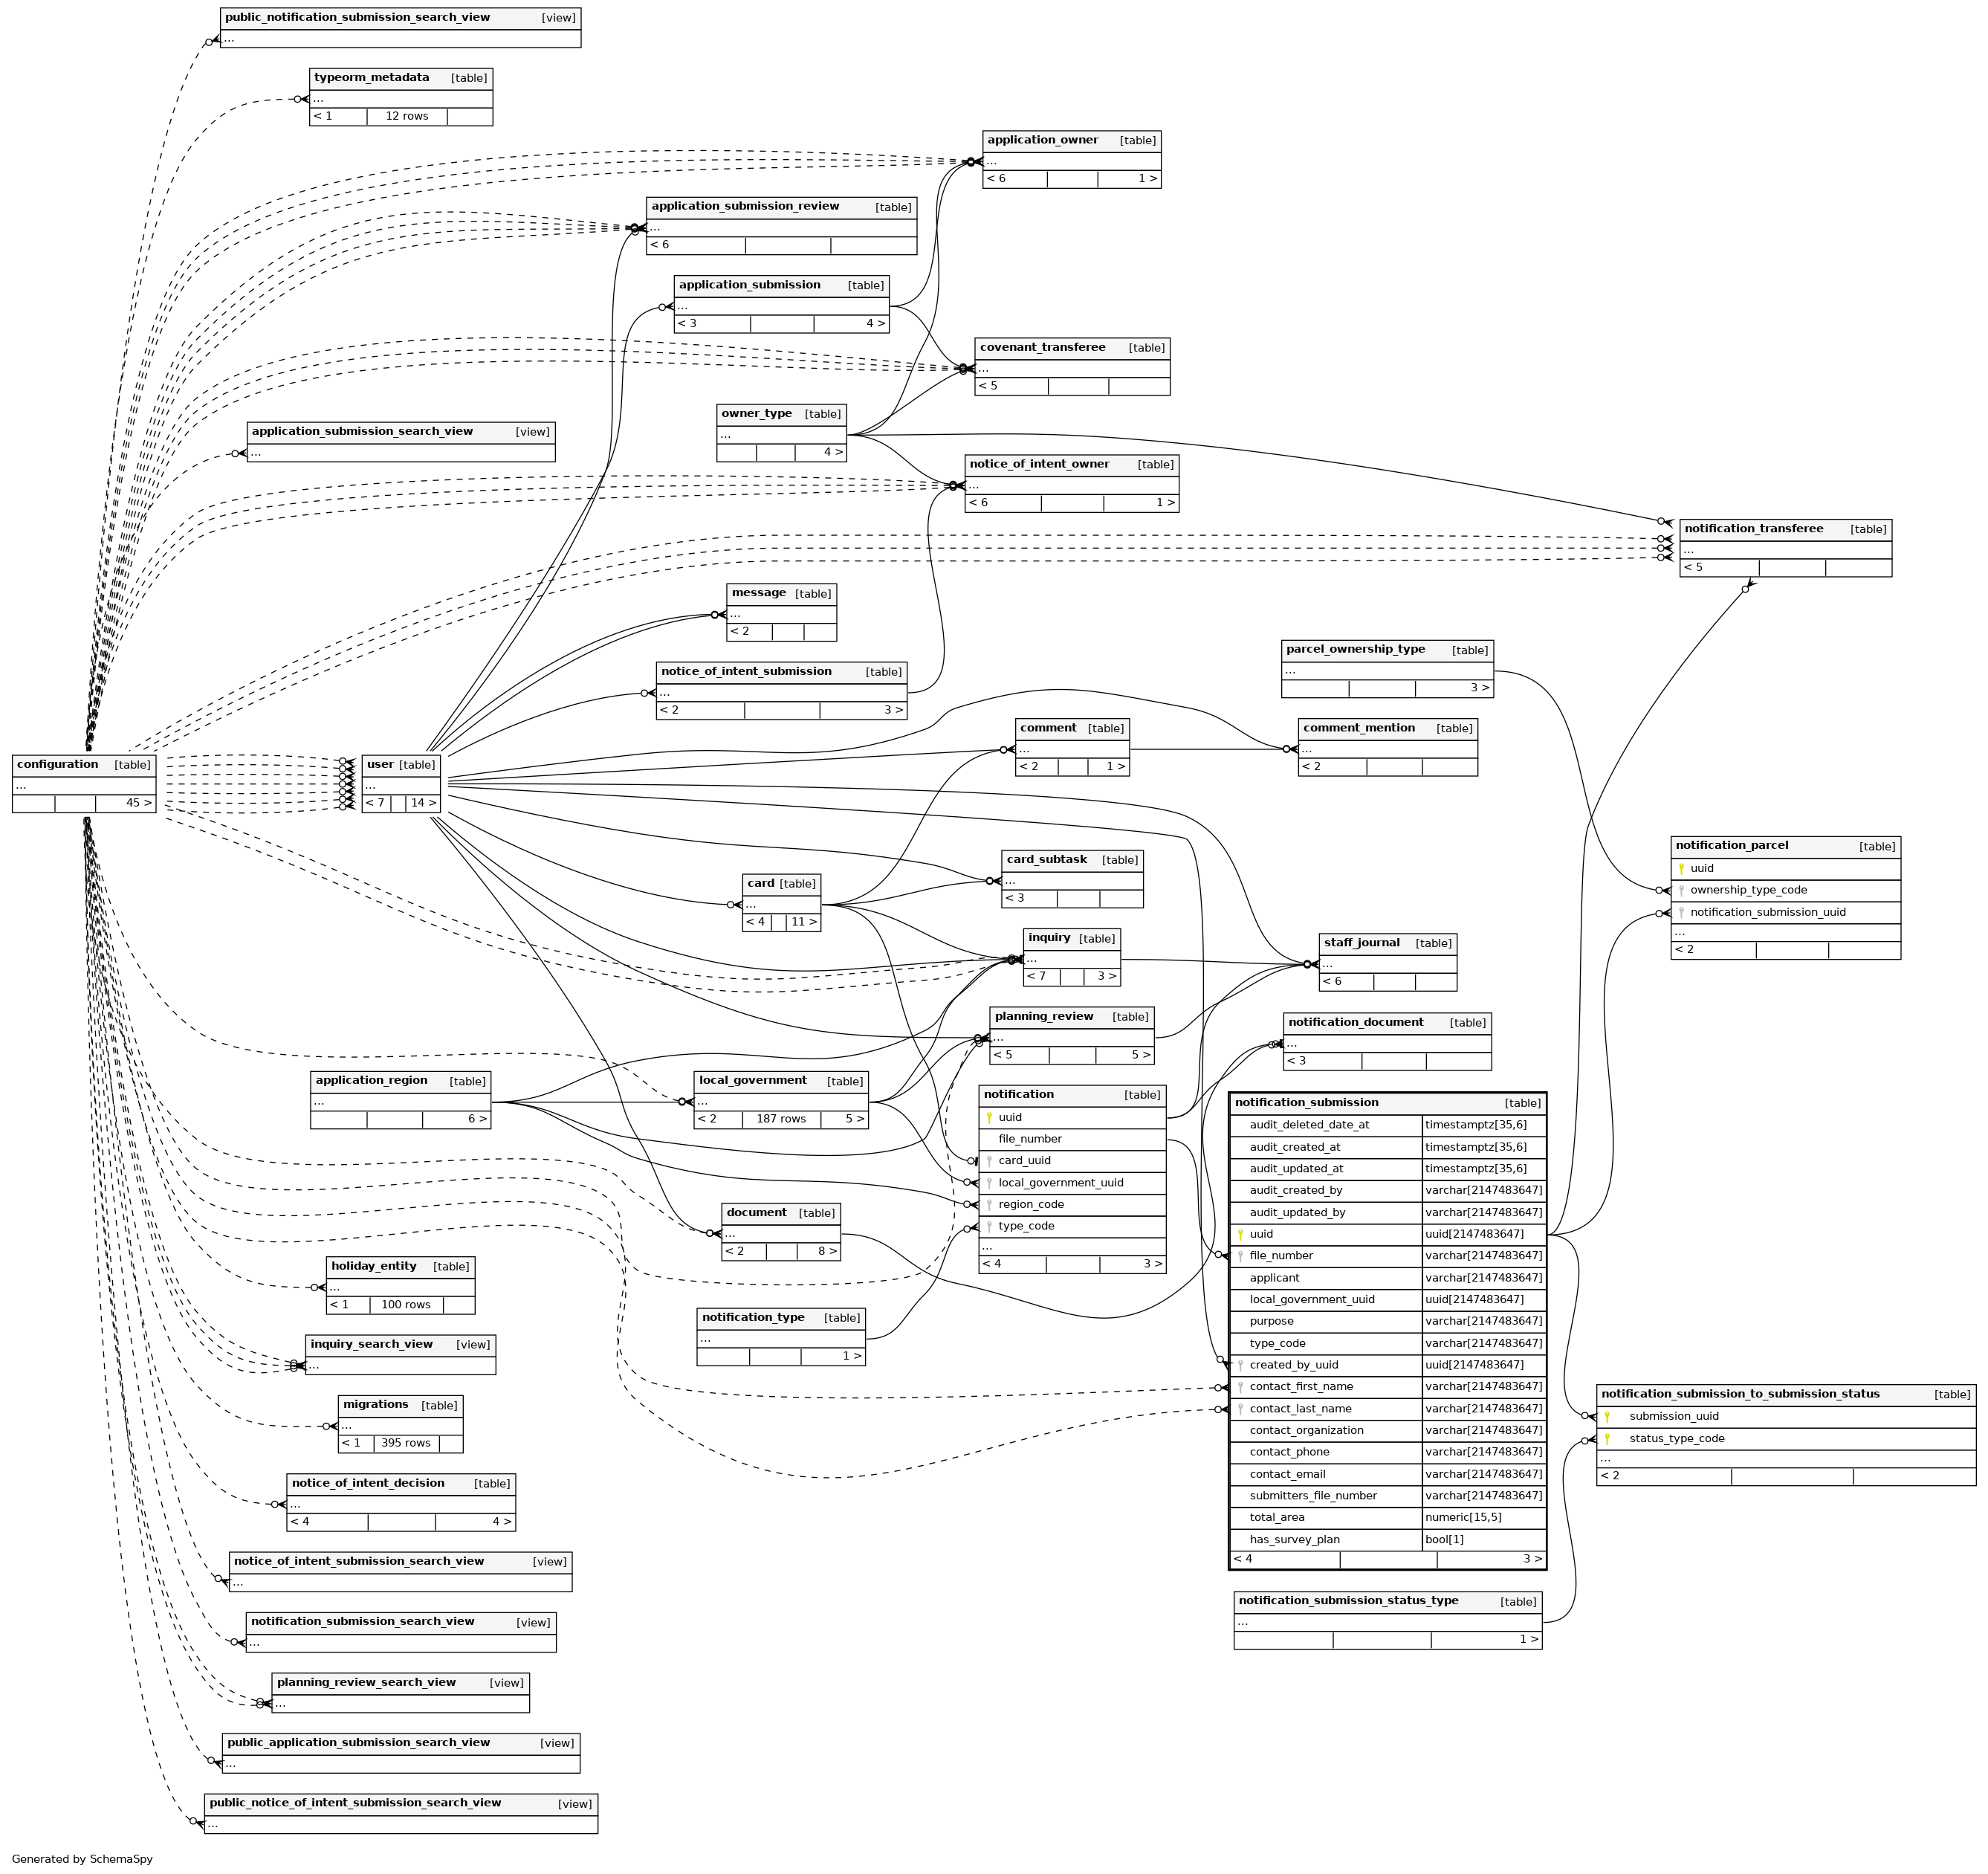 public_notification_submission_search_view [view]
...
typeorm_metadata [table]
...
< 1 12 rows
application_owner [table]
...
< 6 1 >
application_submission_review [table]
...
< 6
application_submission [table]
...
< 3 4 >
covenant_transferee [table]
...
< 5
owner_type [table]
...
4 >
application_submission_search_view [view]
...
notice_of_intent_owner [table]
...
< 6 1 >
notification_transferee [table]
...
< 5
message [table]
...
< 2
parcel_ownership_type [table]
...
3 >
notice_of_intent_submission [table]
...
< 2 3 >
comment [table]
...
< 2 1 >
comment_mention [table]
...
< 2
configuration [table]
...
45 >
user [table]
...
< 7 14 >
notification_parcel [table]
uuid
ownership_type_code
notification_submission_uuid
...
< 2
card_subtask [table]
...
< 3
card [table]
...
< 4 11 >
inquiry [table]
...
< 7 3 >
staff_journal [table]
...
< 6
planning_review [table]
...
< 5 5 >
notification_document [table]
...
< 3
application_region [table]
...
6 >
local_government [table]
...
< 2 187 rows 5 >
notification [table]
uuid
file_number
card_uuid
local_government_uuid
region_code
type_code
...
< 4 3 >
notification_submission [table]
audit_deleted_date_at timestamptz[35,6]
audit_created_at timestamptz[35,6]
audit_updated_at timestamptz[35,6]
audit_created_by varchar[2147483647]
audit_updated_by varchar[2147483647]
uuid uuid[2147483647]
file_number varchar[2147483647]
applicant varchar[2147483647]
local_government_uuid uuid[2147483647]
purpose varchar[2147483647]
type_code varchar[2147483647]
created_by_uuid uuid[2147483647]
contact_first_name varchar[2147483647]
contact_last_name varchar[2147483647]
contact_organization varchar[2147483647]
contact_phone varchar[2147483647]
contact_email varchar[2147483647]
submitters_file_number varchar[2147483647]
total_area numeric[15,5]
has_survey_plan bool[1]
< 4 3 >
document [table]
...
< 2 8 >
holiday_entity [table]
...
< 1 100 rows
notification_type [table]
...
1 >
inquiry_search_view [view]
...
notification_submission_to_submission_status [table]
submission_uuid
status_type_code
...
< 2
migrations [table]
...
< 1 395 rows
notice_of_intent_decision [table]
...
< 4 4 >
notice_of_intent_submission_search_view [view]
...
notification_submission_status_type [table]
...
1 >
notification_submission_search_view [view]
...
planning_review_search_view [view]
...
public_application_submission_search_view [view]
...
public_notice_of_intent_submission_search_view [view]
...
Generated by SchemaSpy